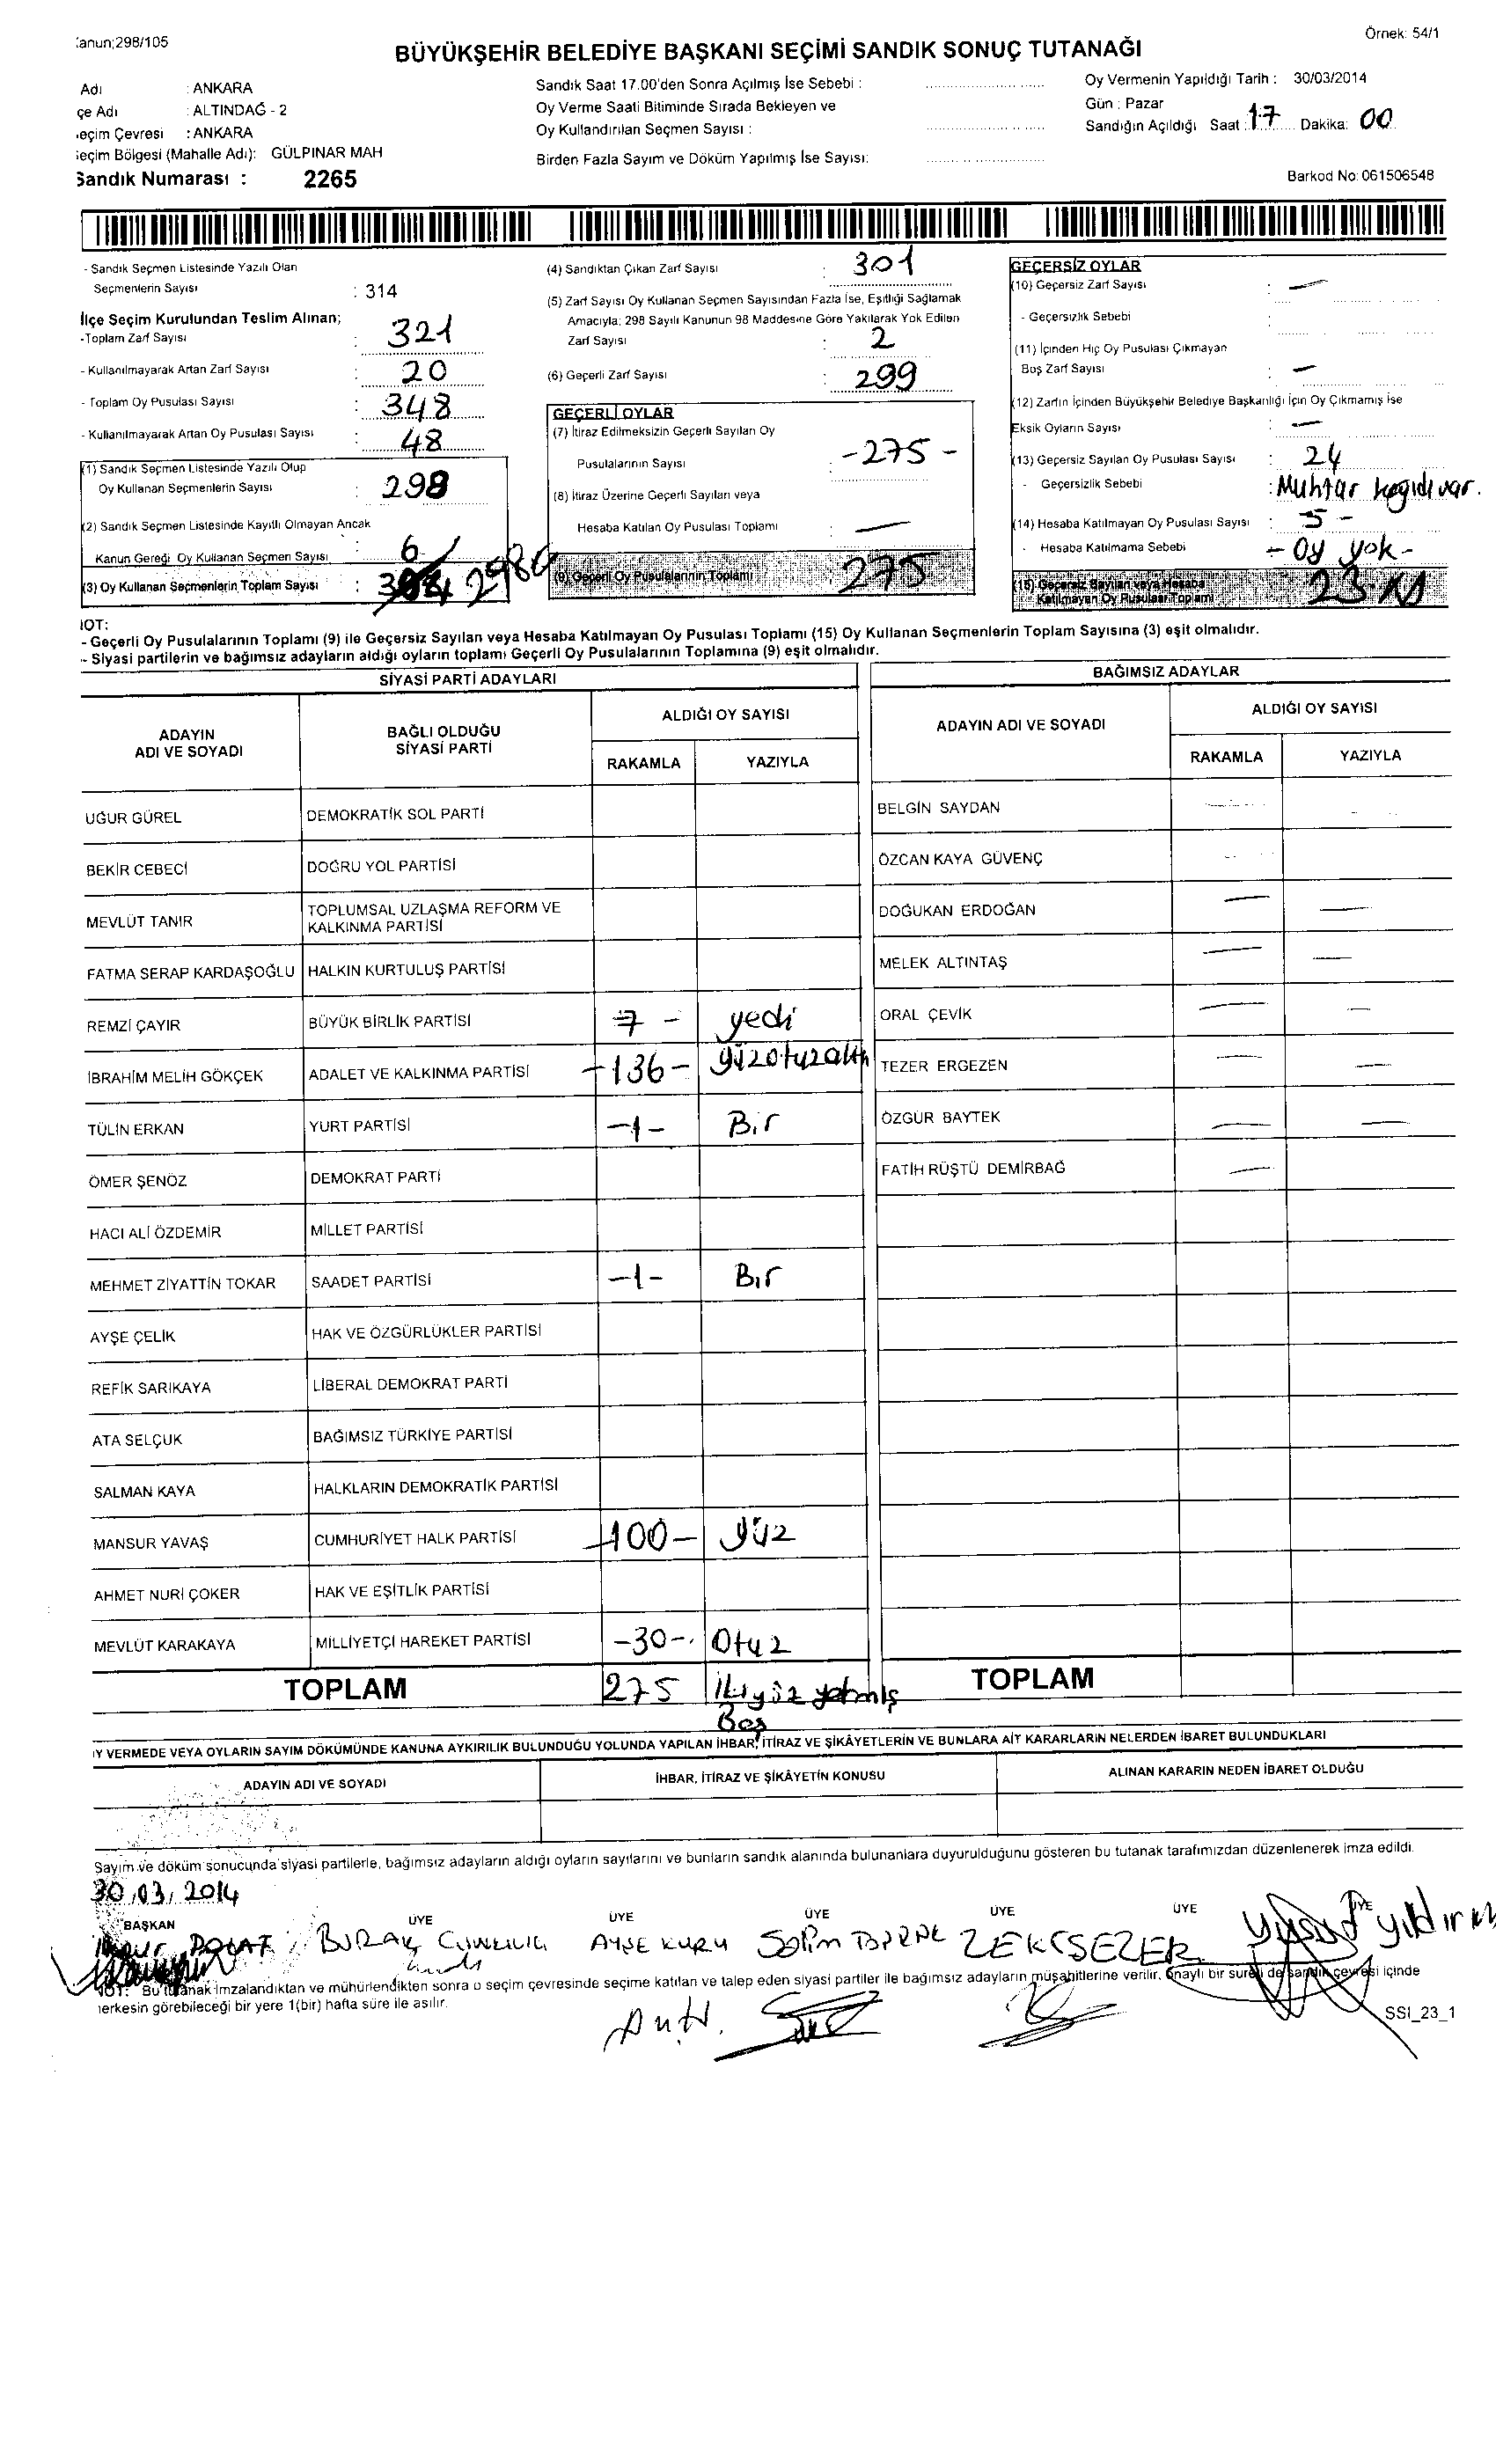 :anun;298/105
Örnek: 54/1
BÜYÜKŞEHİR BELEDİYE BAŞKANI SEÇİMİ SANDIK SONUÇ TUTANAĞI
Adı : ANKARA
çe Adı : ALTINDAĞ - 2
eçim Çevresi : ANKARA
eçim Bölgesi (Mahalle Adı): GÜLPINAR MAH
Sandık Numarası : 2265
Sandık Saat 17.00'den Sonra Açılmış İse Sebebi :
Oy Verme Saati Bitiminde Sırada Bekleyen ve
Oy Kullandırılan Seçmen Sayısı :
Birden Fazla Sayım ve Döküm Yapılmış İse Sayısı:
Oy Vermenin Yapıldığı Tarih : 30/03/2014
Gün : Pazar
Sandığın Açıldığı Saat : 17 Dakika: 00
Barkod No: 061506548
- Sandık Seçmen Listesinde Yazılı Olan
Seçmenlerin Sayısı : 314
İlçe Seçim Kurulundan Teslim Alınan;
-Toplam Zarf Sayısı : 321
- Kullanılmayarak Artan Zarf Sayısı : 20
- Toplam Oy Pusulası Sayısı : 348
- Kullanılmayarak Artan Oy Pusulası Sayısı : 48
(1) Sandık Seçmen Listesinde Yazılı Olup
Oy Kullanan Seçmenlerin Sayısı : 298
(2) Sandık Seçmen Listesinde Kayıtlı Olmayan Ancak
Kanun Gereği Oy Kullanan Seçmen Sayısı : 6
(3) Oy Kullanan Seçmenlerin Toplam Sayısı : 298
(4) Sandıktan Çıkan Zarf Sayısı : 301
(5) Zarf Sayısı Oy Kullanan Seçmen Sayısından Fazla İse, Eşitliği Sağlamak
Amacıyla; 298 Sayılı Kanunun 98 Maddesine Göre Yakılarak Yok Edilen
Zarf Sayısı : 2
(6) Geçerli Zarf Sayısı : 299
GEÇERLİ OYLAR
(7) İtiraz Edilmeksizin Geçerli Sayılan Oy
Pusulalarının Sayısı : -275-
(8) İtiraz Üzerine Geçerli Sayılan veya
Hesaba Katılan Oy Pusulası Toplamı : —
(9) Geçerli Oy Pusulalarının Toplamı 275
GEÇERSİZ OYLAR
(10) Geçersiz Zarf Sayısı : —
- Geçersizlik Sebebi :
(11) İçinden Hiç Oy Pusulası Çıkmayan
Boş Zarf Sayısı : —
(12) Zarfın İçinden Büyükşehir Belediye Başkanlığı İçin Oy Çıkmamış İse
Eksik Oyların Sayısı : —
(13) Geçersiz Sayılan Oy Pusulası Sayısı : 24
- Geçersizlik Sebebi : Muhtar kağıdı var.
(14) Hesaba Katılmayan Oy Pusulası Sayısı : 5 -
- Hesaba Katılmama Sebebi - Oy yok-
(15) Geçersiz Sayılan veya Hesaba
Katılmayan Oy Pusulası Toplamı 23
NOT:
- Geçerli Oy Pusulalarının Toplamı (9) ile Geçersiz Sayılan veya Hesaba Katılmayan Oy Pusulası Toplamı (15) Oy Kullanan Seçmenlerin Toplam Sayısına (3) eşit olmalıdır.
- Siyasi partilerin ve bağımsız adayların aldığı oyların toplamı Geçerli Oy Pusulalarının Toplamına (9) eşit olmalıdır.
SİYASİ PARTİ ADAYLARI
ADAYIN ADI VE SOYADI BAĞLI OLDUĞU SİYASİ PARTİ ALDIĞI OY SAYISI
RAKAMLA YAZIYLA
UĞUR GÜREL DEMOKRATİK SOL PARTİ
BEKİR CEBECİ DOĞRU YOL PARTİSİ
MEVLÜT TANIR TOPLUMSAL UZLAŞMA REFORM VE KALKINMA PARTİSİ
FATMA SERAP KARDAŞOĞLU HALKIN KURTULUŞ PARTİSİ
REMZİ ÇAYIR BÜYÜK BİRLİK PARTİSİ 7 - yedi
İBRAHİM MELİH GÖKÇEK ADALET VE KALKINMA PARTİSİ -136- yüzotuzaltı
TÜLİN ERKAN YURT PARTİSİ -1- Bir
ÖMER ŞENÖZ DEMOKRAT PARTİ
HACI ALİ ÖZDEMİR MİLLET PARTİSİ
MEHMET ZİYATTİN TOKAR SAADET PARTİSİ -1- Bir
AYŞE ÇELİK HAK VE ÖZGÜRLÜKLER PARTİSİ
REFİK SARIKAYA LİBERAL DEMOKRAT PARTİ
ATA SELÇUK BAĞIMSIZ TÜRKİYE PARTİSİ
SALMAN KAYA HALKLARIN DEMOKRATİK PARTİSİ
MANSUR YAVAŞ CUMHURİYET HALK PARTİSİ -100- yüz
AHMET NURİ ÇOKER HAK VE EŞİTLİK PARTİSİ
MEVLÜT KARAKAYA MİLLİYETÇİ HAREKET PARTİSİ -30- Otuz
TOPLAM 275 İkiyüz yetmiş
Beş
BAĞIMSIZ ADAYLAR
ADAYIN ADI VE SOYADI ALDIĞI OY SAYISI
RAKAMLA YAZIYLA
BELGİN SAYDAN
ÖZCAN KAYA GÜVENÇ
DOĞUKAN ERDOĞAN — —
MELEK ALTINTAŞ — —
ORAL ÇEVİK — —
TEZER ERGEZEN — —
ÖZGÜR BAYTEK — —
FATİH RÜŞTÜ DEMİRBAĞ —
TOPLAM
IY VERMEDE VEYA OYLARIN SAYIM DÖKÜMÜNDE KANUNA AYKIRILIK BULUNDUĞU YOLUNDA YAPILAN İHBAR, İTİRAZ VE ŞİKÂYETLERİN VE BUNLARA AİT KARARLARIN NELERDEN İBARET BULUNDUKLARI
ADAYIN ADI VE SOYADI İHBAR, İTİRAZ VE ŞİKÂYETİN KONUSU ALINAN KARARIN NEDEN İBARET OLDUĞU
Sayım ve döküm sonucunda siyasi partilerle, bağımsız adayların aldığı oyların sayılarını ve bunların sandık alanında bulunanlara duyurulduğunu gösteren bu tutanak tarafımızdan düzenlenerek imza edildi.
30.03.2014
BAŞKAN ÜYE ÜYE ÜYE ÜYE ÜYE ÜYE
POLAT BURAK AYŞE KURU ZEKİ SEZER Yusuf yıldırım
NOT: Bu tutanak imzalandıktan ve mühürlendikten sonra o seçim çevresinde seçime katılan ve talep eden siyasi partiler ile bağımsız adayların müşahitlerine verilir, onaylı bir sureti de sandık çevresi içinde
erkesin görebileceği bir yere 1(bir) hafta süre ile asılır.
SSI_23_1